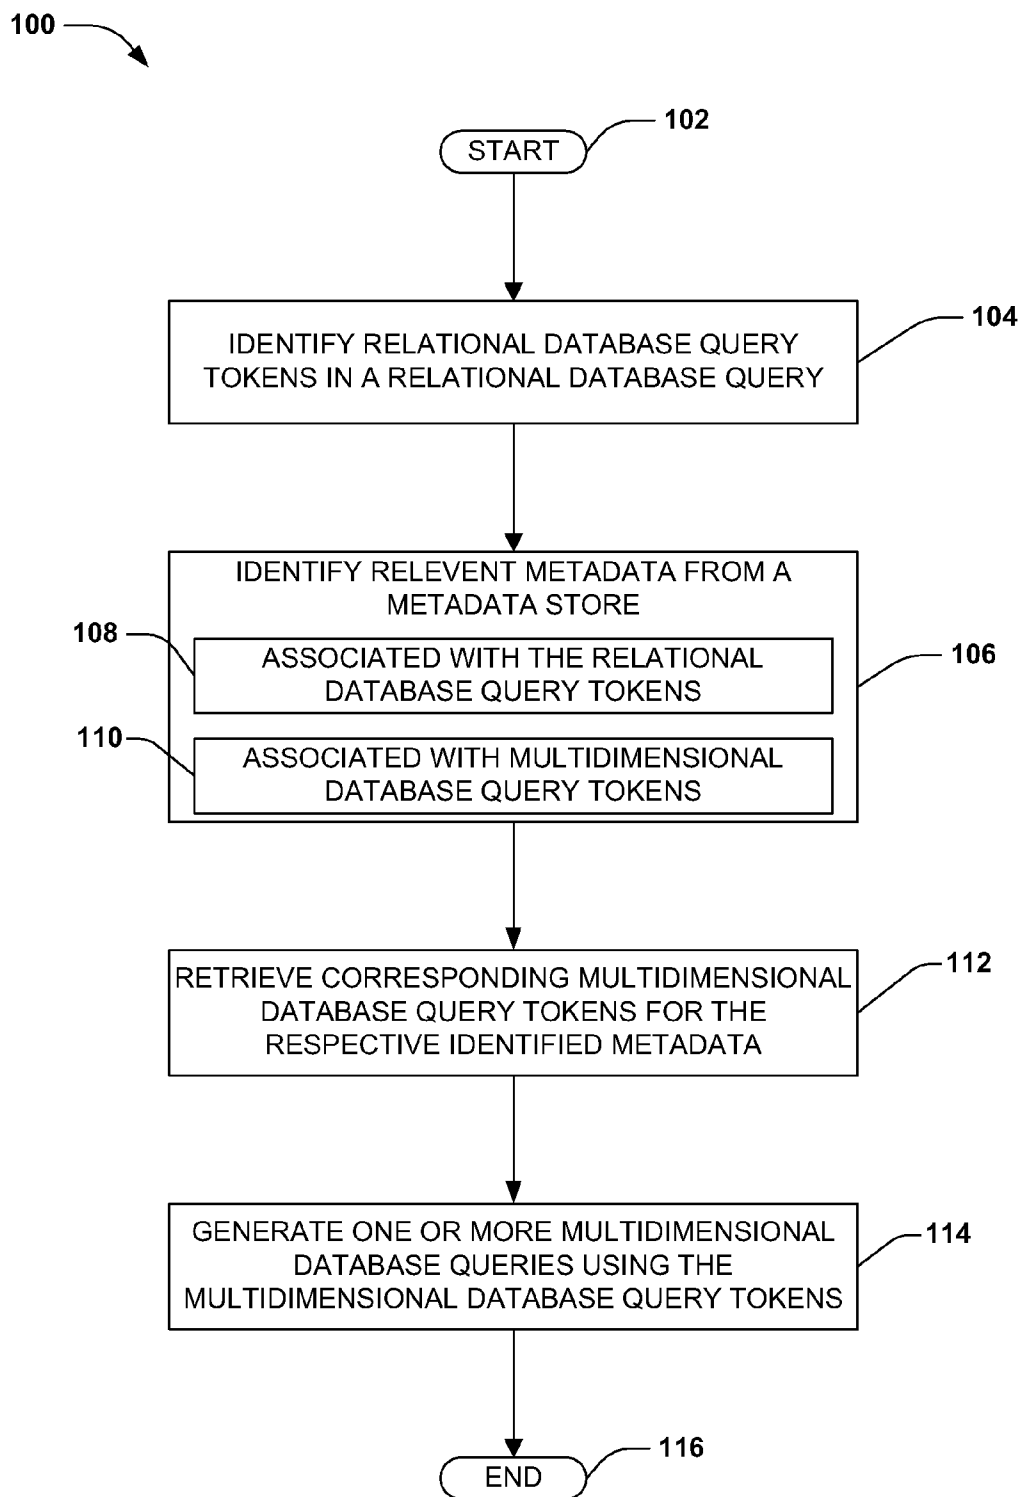 100
102
START
104
IDENTIFY RELATIONAL DATABASE QUERY
TOKENS IN A RELATIONAL DATABASE QUERY
IDENTIFY RELEVENT METADATA FROM A
METADATA STORE
108
106
ASSOCIATED WITH THE RELATIONAL
DATABASE QUERY TOKENS
110
ASSOCIATED WITH MULTIDIMENSIONAL
DATABASE QUERY TOKENS
112
RETRIEVE CORRESPONDING MULTIDIMENSIONAL
DATABASE QUERY TOKENS FOR THE
RESPECTIVE IDENTIFIED METADATA
114
GENERATE ONE OR MORE MULTIDIMENSIONAL
DATABASE QUERIES USING THE
MULTIDIMENSIONAL DATABASE QUERY TOKENS
116
END